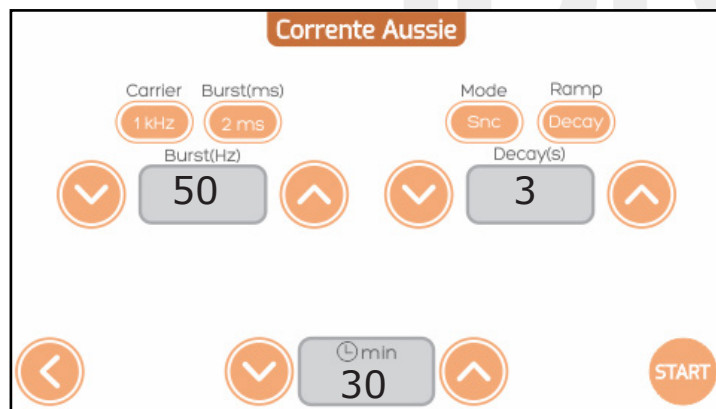 Corrente Aussie
Carrier Burst(ms) Mode Ramp
1 kHz 2 ms Snc Decay
Burst(Hz) Decay(s)
50 3
min
30
START